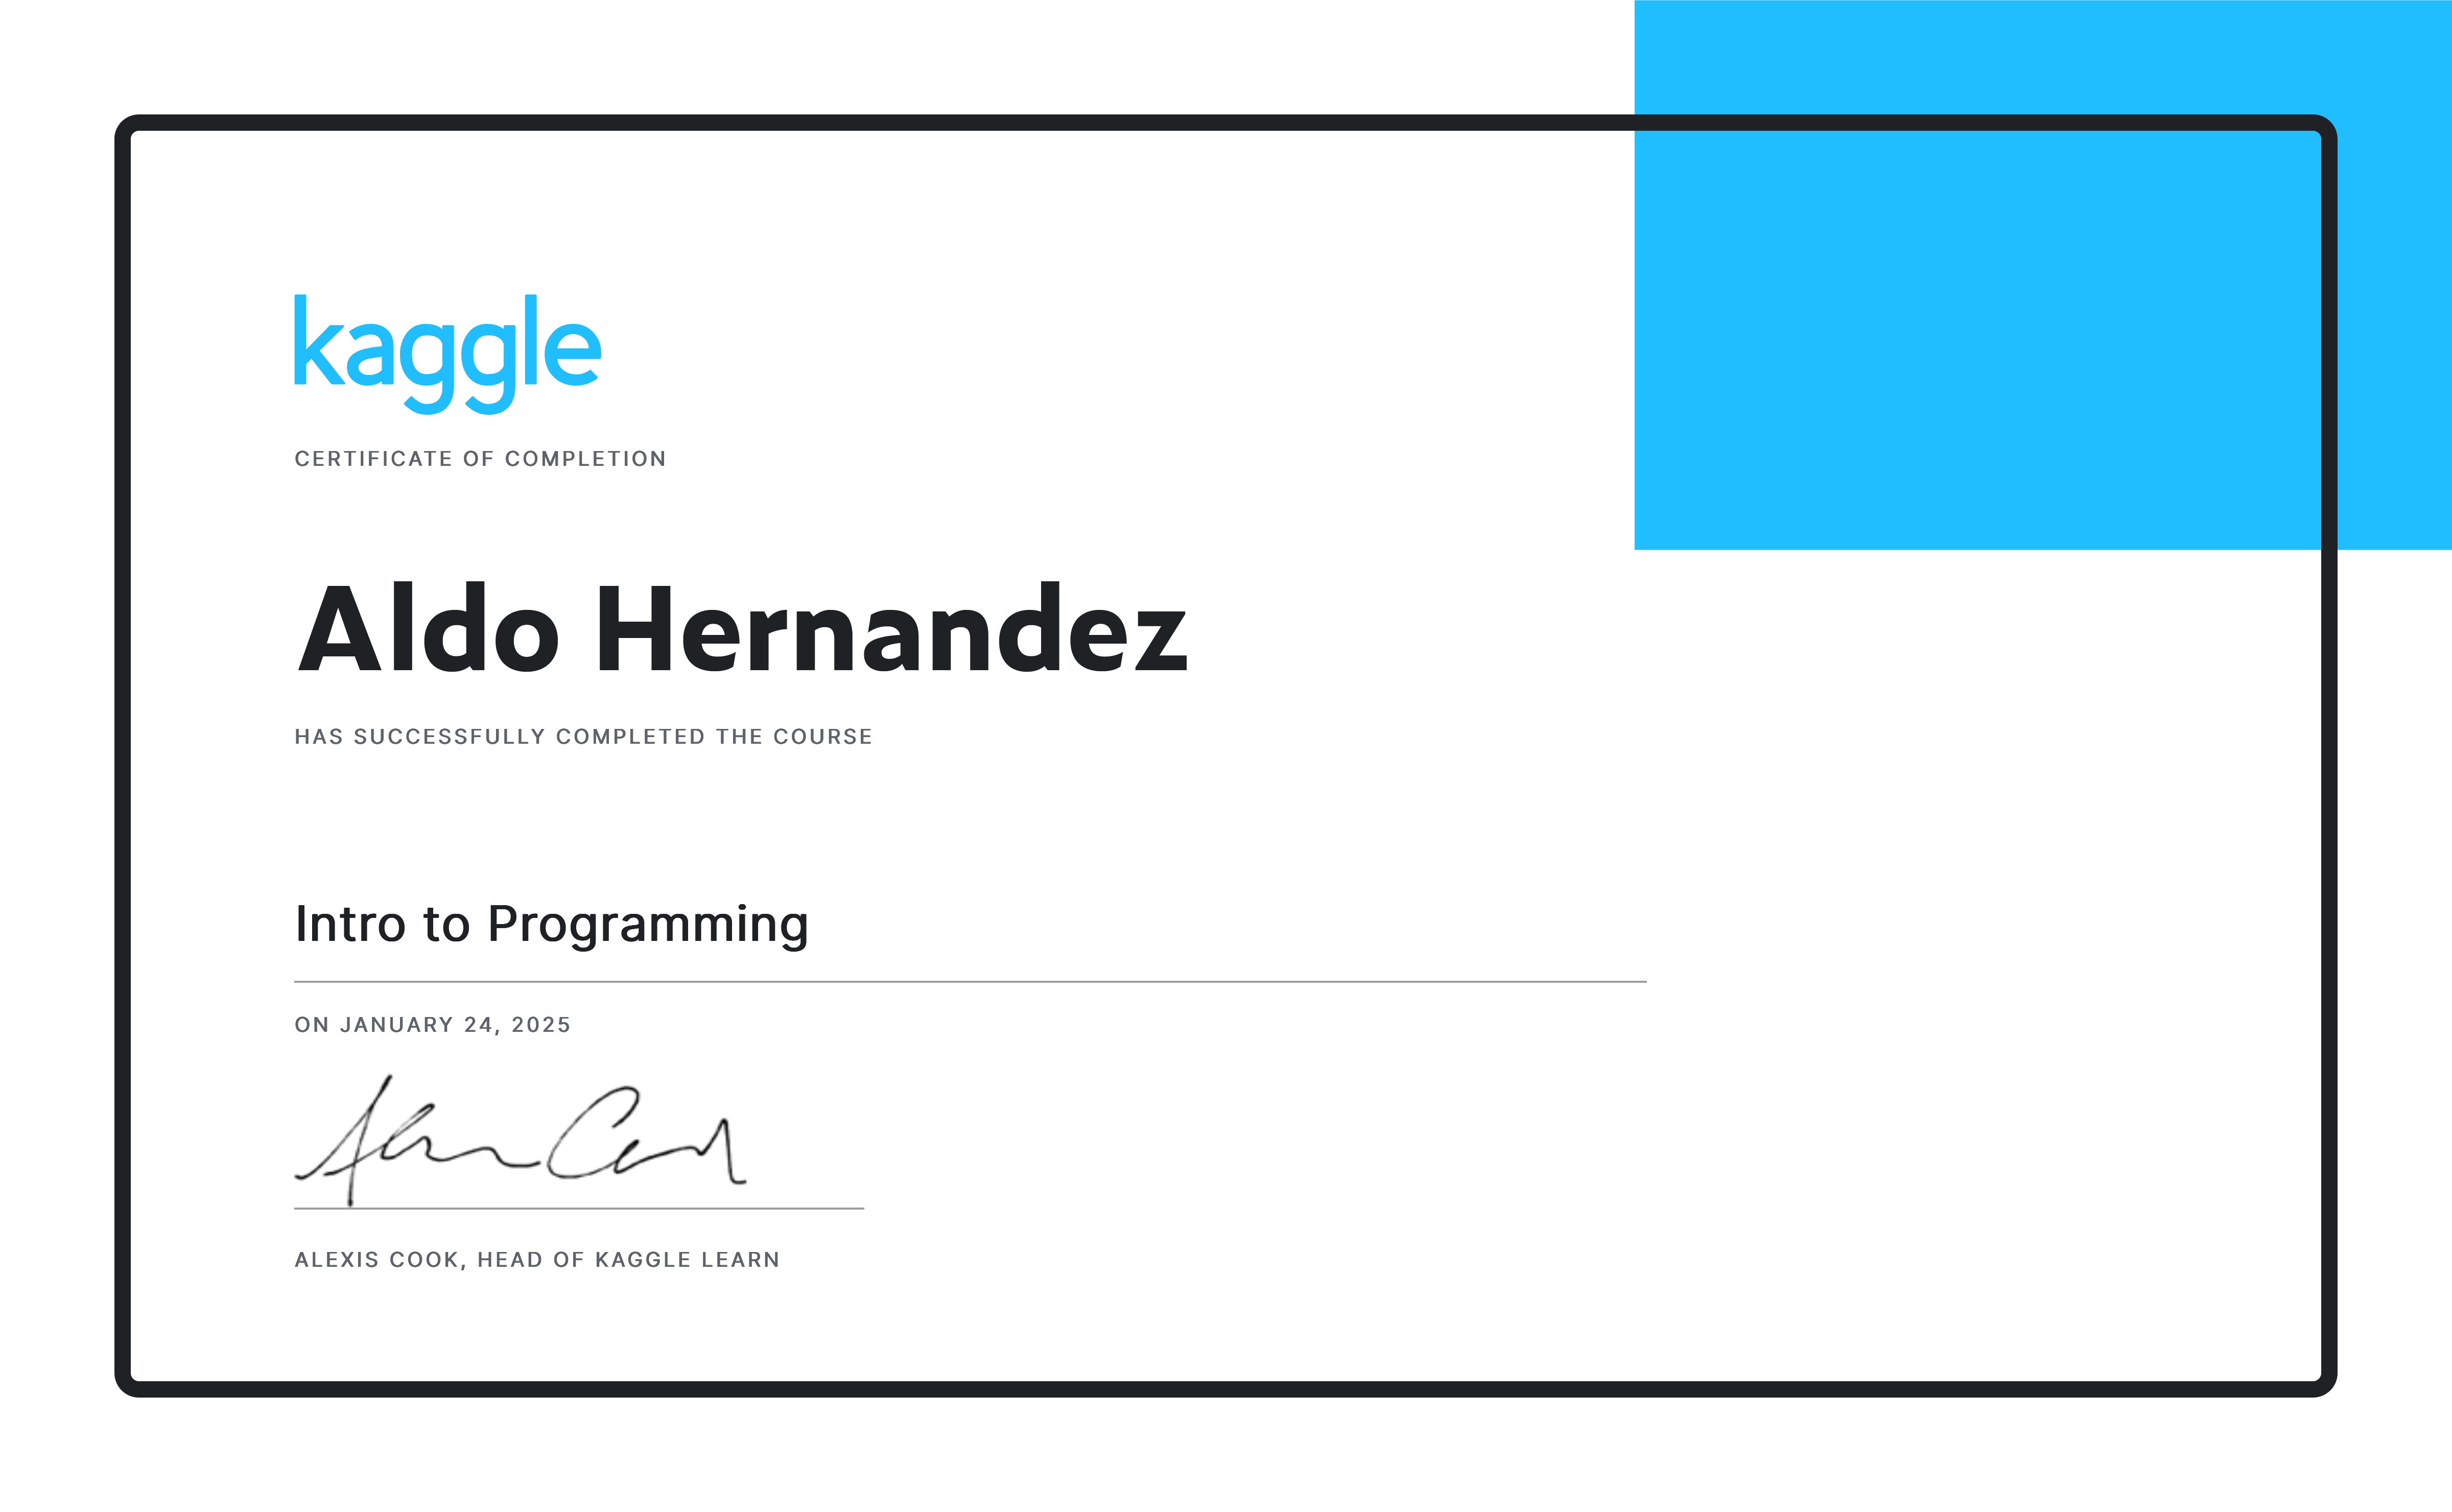 kaggle
CERTIFICATE OF COMPLETION
Aldo Hernandez
HAS SUCCESSFULLY COMPLETED THE COURSE
Intro to Programming
ON JANUARY 24, 2025
ALEXIS COOK, HEAD OF KAGGLE LEARN